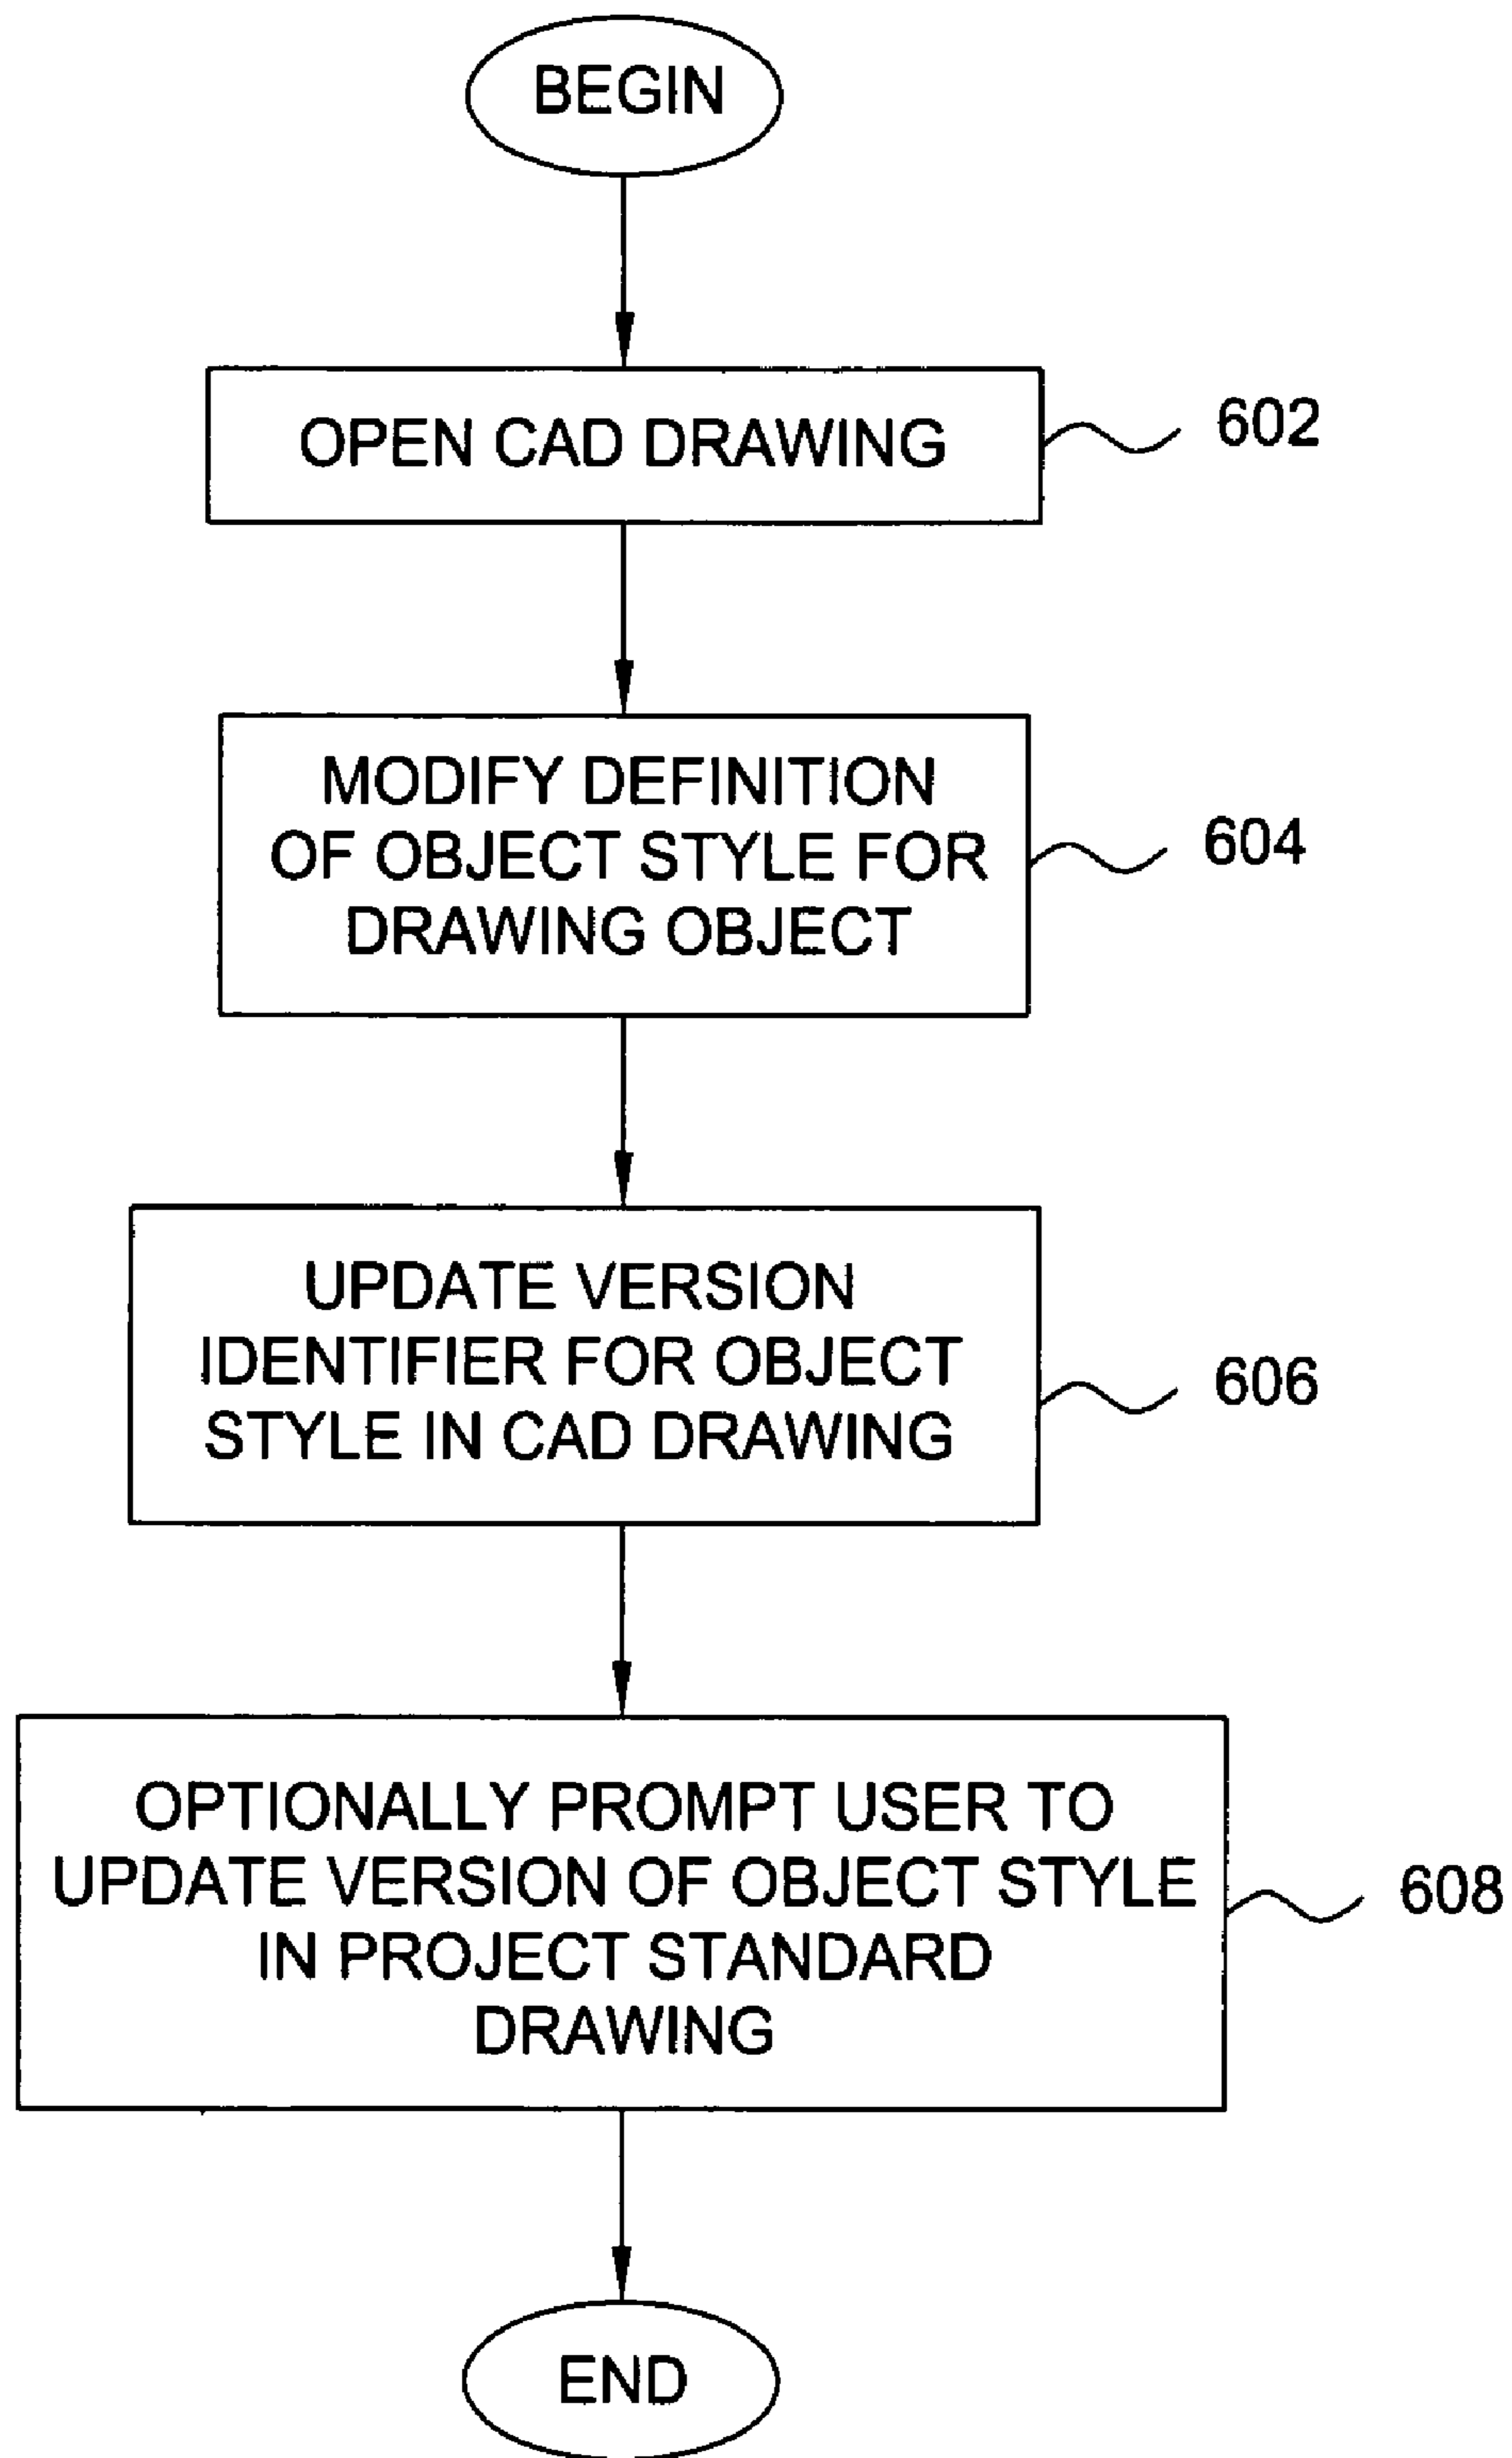 BEGIN
OPEN CAD DRAWING
602
MODIFY DEFINITION
OF OBJECT STYLE FOR
DRAWING OBJECT
604
UPDATE VERSION
IDENTIFIER FOR OBJECT
STYLE IN CAD DRAWING
606
OPTIONALLY PROMPT USER TO
UPDATE VERSION OF OBJECT STYLE
IN PROJECT STANDARD
DRAWING
608
END